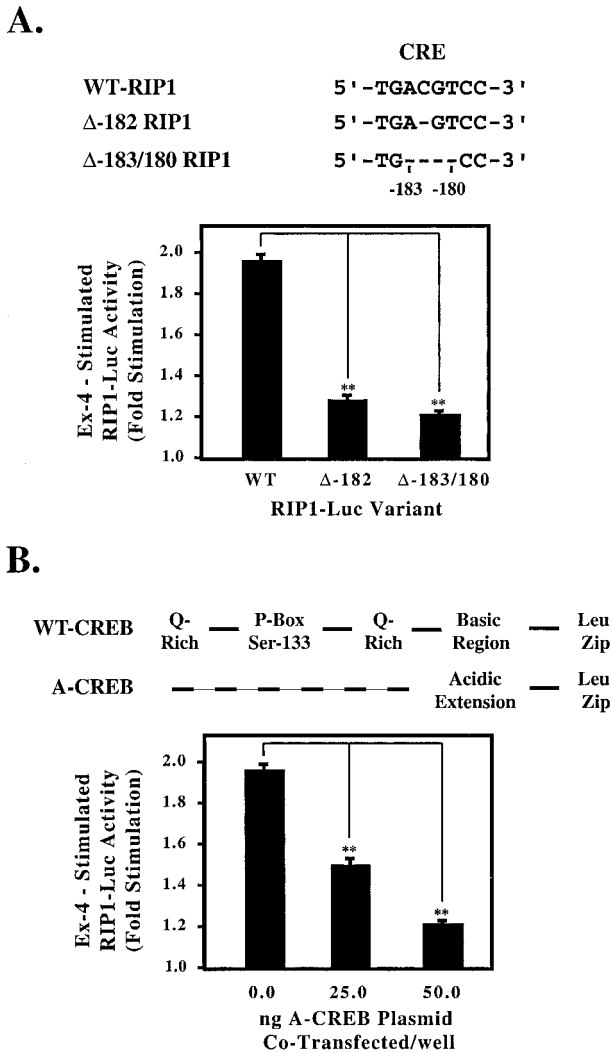 A.
CRE
WT-RIP1 5'-TGACGTCC-3'
Δ-182 RIP1 5'-TGA-GTCC-3'
Δ-183/180 RIP1 5'-TG----CC-3'
-183 -180
Ex-4 - Stimulated
RIP1-Luc Activity
(Fold Stimulation)
2.0
1.8
1.6
1.4
1.2
1.0
** **
WT Δ-182 Δ-183/180
RIP1-Luc Variant
B.
WT-CREB Q-Rich P-Box Ser-133 Q-Rich Basic Region Leu Zip
A-CREB Acidic Extension Leu Zip
Ex-4 - Stimulated
RIP1-Luc Activity
(Fold Stimulation)
2.0
1.8
1.6
1.4
1.2
1.0
**
**
0.0 25.0 50.0
ng A-CREB Plasmid
Co-Transfected/well